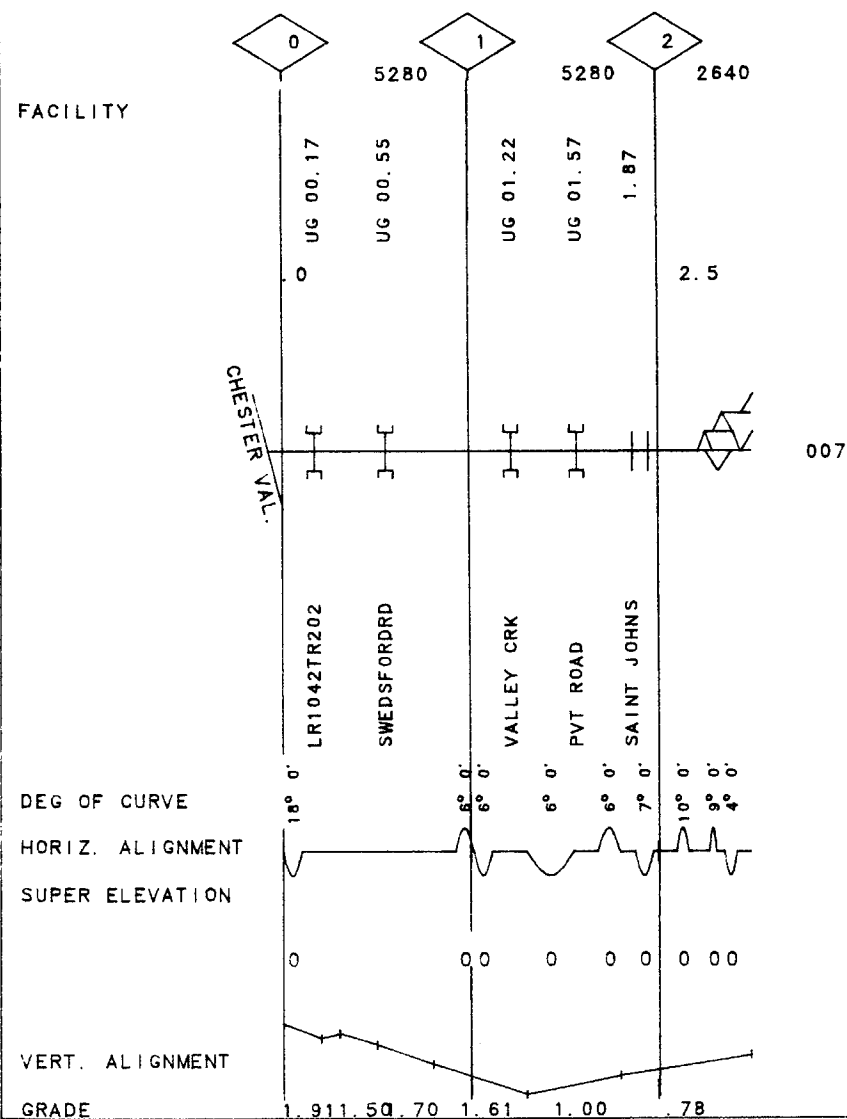 0 1 2
5280 5280 2640
FACILITY
UG 00.17
UG 00.55
UG 01.22
UG 01.57
1.87
.0 2.5
CHESTER VAL.
007
LR1042TR202
SWEDSFORDRD
VALLEY CRK
PVT ROAD
SAINT JOHNS
DEG OF CURVE 18° 0' 6° 0' 6° 0' 6° 0' 6° 0' 7° 0' 10° 0' 9° 0' 4° 0'
HORIZ. ALIGNMENT
SUPER ELEVATION
0 0 0 0 0 0 0 0 0
VERT. ALIGNMENT
GRADE 1.91 1.50 1.70 1.61 1.00 .78